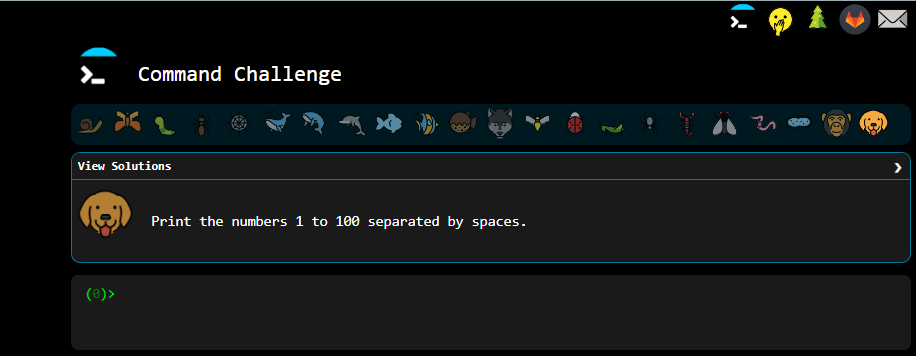 Command Challenge
View Solutions
Print the numbers 1 to 100 separated by spaces.
(0)>